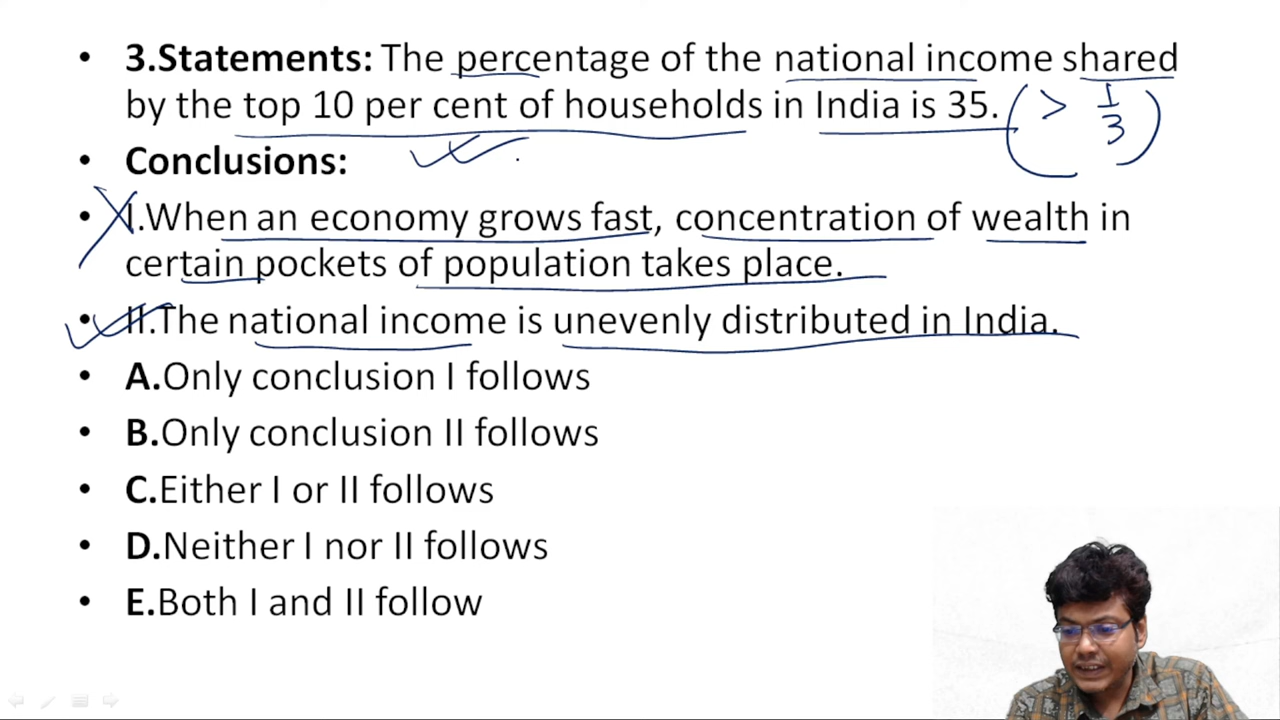 • 3.Statements: The percentage of the national income shared
by the top 10 per cent of households in India is 35. ( > 1/3 )
• Conclusions:
• I.When an economy grows fast, concentration of wealth in
certain pockets of population takes place.
• II.The national income is unevenly distributed in India.
• A.Only conclusion I follows
• B.Only conclusion II follows
• C.Either I or II follows
• D.Neither I nor II follows
• E.Both I and II follow